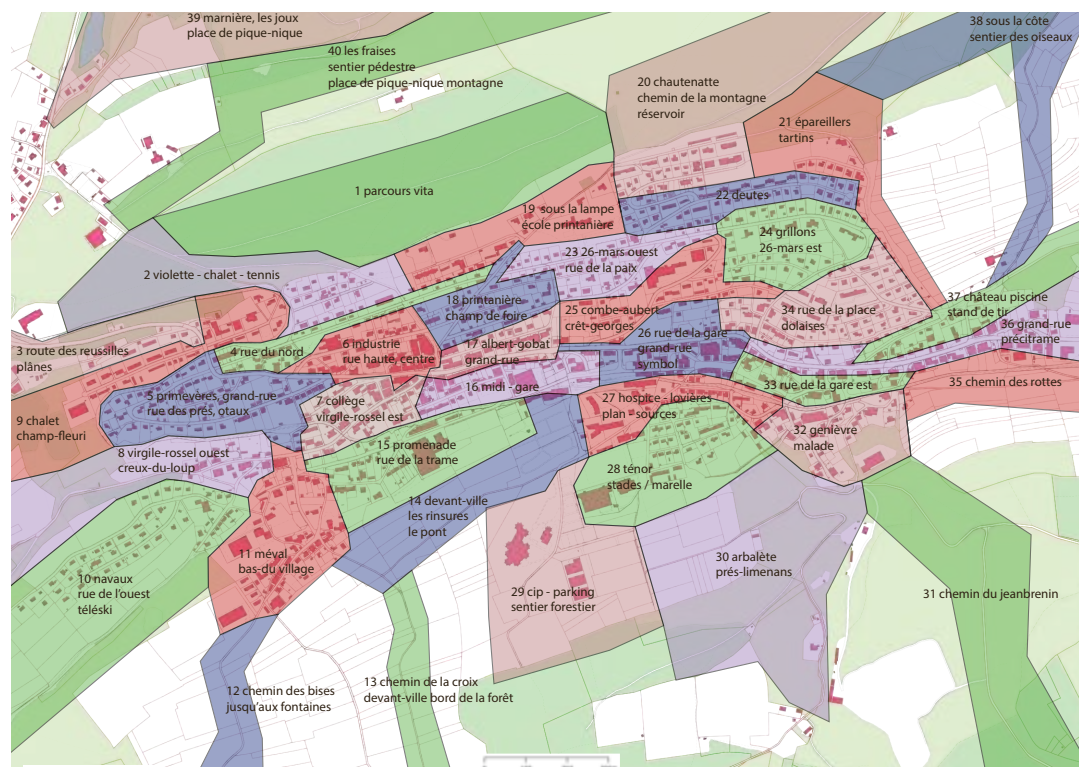 39 marnière, les joux
place de pique-nique
38 sous la côte
sentier des oiseaux
40 les fraises
sentier pédestre
place de pique-nique montagne
20 chautenatte
chemin de la montagne
réservoir
21 épareillers
tartins
1 parcours vita
22 deutes
19 sous la lampe
école printanière
24 grillons
26-mars est
23 26-mars ouest
rue de la paix
2 violette - chalet - tennis
37 château piscine
stand de tir
18 printanière
champ de foire
25 combe-aubert
crêt-georges
34 rue de la place
dolaises
36 grand-rue
précitrame
3 route des reussilles
plânes
4 rue du nord
6 industrie
rue haute, centre
17 albert-gobat
grand-rue
26 rue de la gare
grand-rue
symbol
16 midi - gare
33 rue de la gare est
35 chemin des rottes
5 primevères, grand-rue
rue des prés, otaux
7 collège
virgile-rossel est
27 hospice - lovières
plan - sources
9 chalet
champ-fleuri
32 genièvre
malade
8 virgile-rossel ouest
creux-du-loup
15 promenade
rue de la trame
28 ténor
stades / marelle
14 devant-ville
les rinsures
le pont
11 méval
bas-du village
30 arbalète
prés-limenans
10 navaux
rue de l'ouest
téléski
29 cip - parking
sentier forestier
31 chemin du jeanbrenin
12 chemin des bises
jusqu'aux fontaines
13 chemin de la croix
devant-ville bord de la forêt